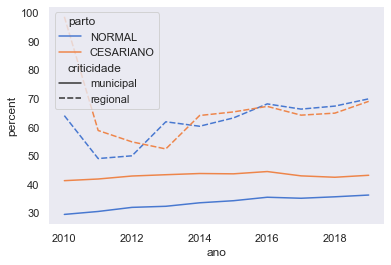 parto
NORMAL
CESARIANO
criticidade
municipal
regional
100
90
80
70
60
50
40
30
percent
2010
2012
2014
2016
2018
ano